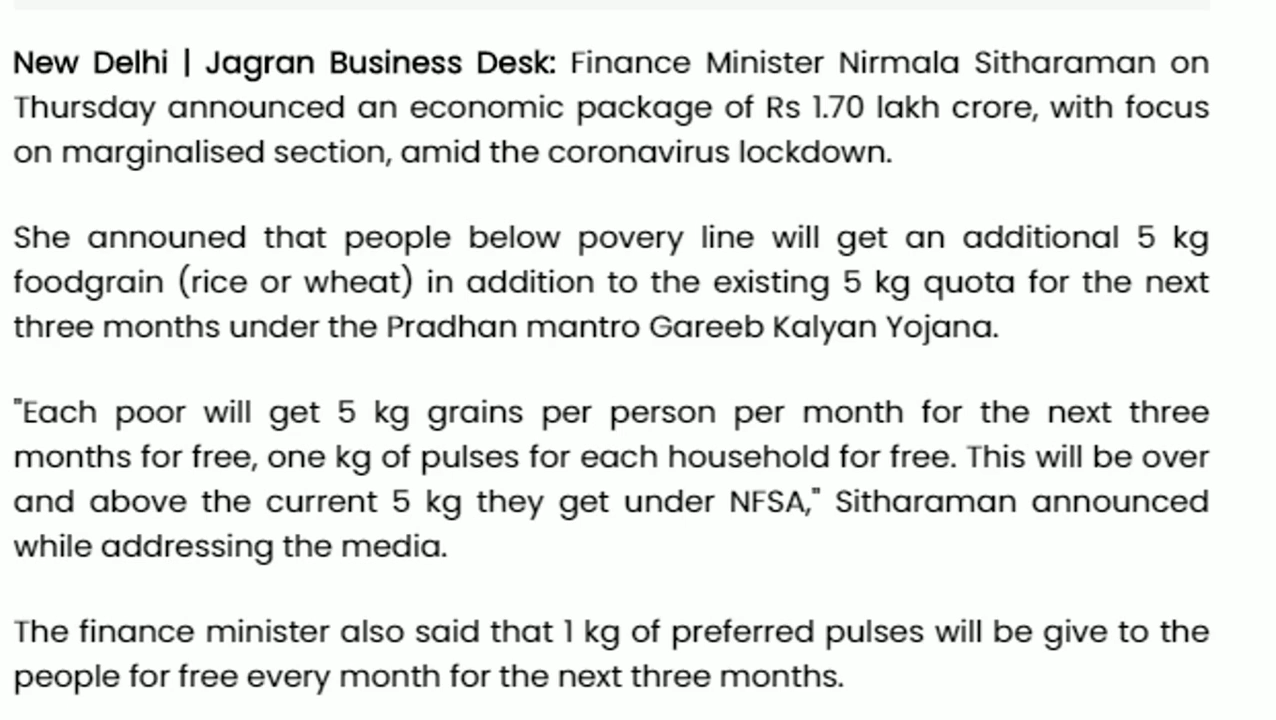 New Delhi | Jagran Business Desk: Finance Minister Nirmala Sitharaman on
Thursday announced an economic package of Rs 1.70 lakh crore, with focus
on marginalised section, amid the coronavirus lockdown.
She announed that people below povery line will get an additional 5 kg
foodgrain (rice or wheat) in addition to the existing 5 kg quota for the next
three months under the Pradhan mantro Gareeb Kalyan Yojana.
"Each poor will get 5 kg grains per person per month for the next three
months for free, one kg of pulses for each household for free. This will be over
and above the current 5 kg they get under NFSA," Sitharaman announced
while addressing the media.
The finance minister also said that 1 kg of preferred pulses will be give to the
people for free every month for the next three months.